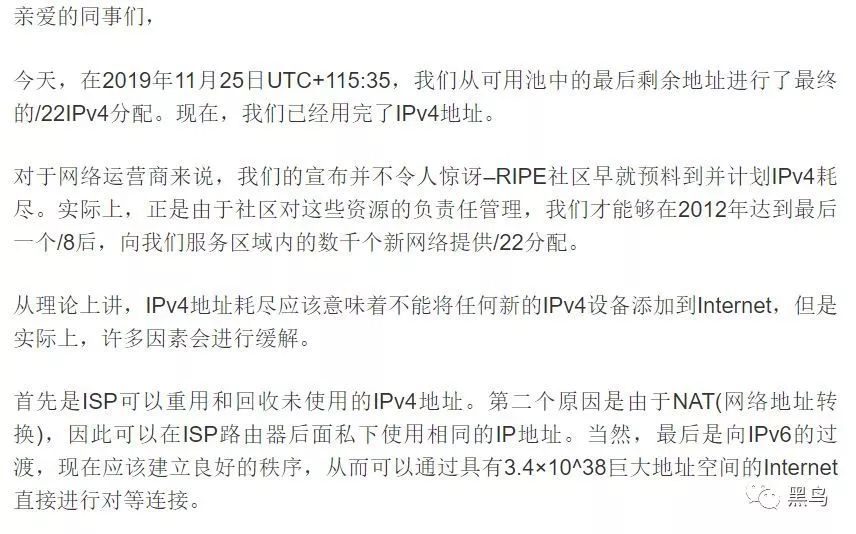 亲爱的同事们，
今天，在2019年11月25日UTC+115:35，我们从可用池中的最后剩余地址进行了最终
的/22IPv4分配。现在，我们已经用完了IPv4地址。
对于网络运营商来说，我们的宣布并不令人惊讶–RIPE社区早就预料到并计划IPv4耗
尽。实际上，正是由于社区对这些资源的负责任管理，我们才能够在2012年达到最后
一个/8后，向我们服务区域内的数千个新网络提供/22分配。
从理论上讲，IPv4地址耗尽应该意味着不能将任何新的IPv4设备添加到Internet，但是
实际上，许多因素会进行缓解。
首先是ISP可以重用和回收未使用的IPv4地址。第二个原因是由于NAT(网络地址转
换)，因此可以在ISP路由器后面私下使用相同的IP地址。当然，最后是向IPv6的过
渡，现在应该建立良好的秩序，从而可以通过具有3.4×10^38巨大地址空间的Internet
直接进行对等连接。
黑鸟